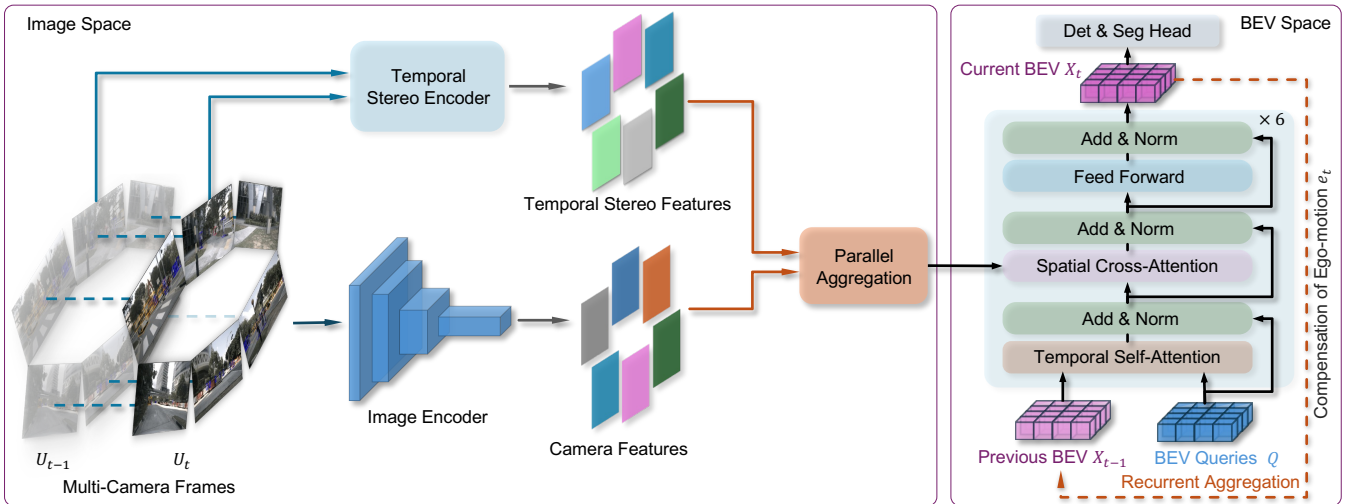 Image Space
Temporal
Stereo Encoder
Temporal Stereo Features
Image Encoder
Camera Features
Parallel
Aggregation
U_{t-1}
U_t
Multi-Camera Frames
BEV Space
Det & Seg Head
Current BEV X_t
× 6
Add & Norm
Feed Forward
Add & Norm
Spatial Cross-Attention
Add & Norm
Temporal Self-Attention
Previous BEV X_{t-1}
BEV Queries Q
Recurrent Aggregation
Compensation of Ego-motion e_t